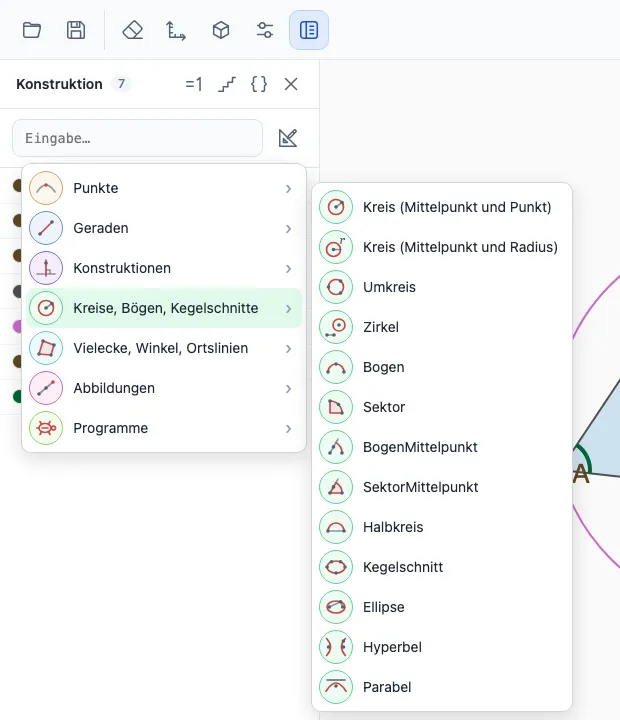 Konstruktion 7 =1 {}
Eingabe…
Punkte
Geraden
Konstruktionen
Kreise, Bögen, Kegelschnitte
Vielecke, Winkel, Ortslinien
Abbildungen
Programme
Kreis (Mittelpunkt und Punkt)
r
Kreis (Mittelpunkt und Radius)
Umkreis
Zirkel
Bogen
Sektor
BogenMittelpunkt
SektorMittelpunkt
Halbkreis
Kegelschnitt
Ellipse
Hyperbel
Parabel
A